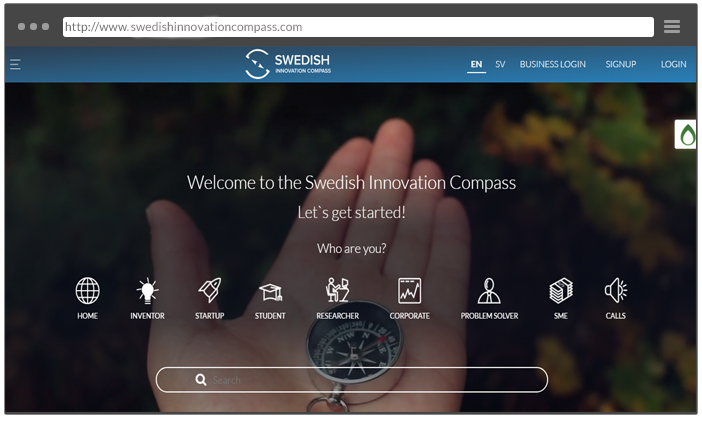 http://www.swedishinnovationcompass.com
SWEDISH
INNOVATION COMPASS
EN SV BUSINESS LOGIN SIGNUP LOGIN
Welcome to the Swedish Innovation Compass
Let`s get started!
Who are you?
HOME INVENTOR STARTUP STUDENT RESEARCHER CORPORATE PROBLEM SOLVER SME CALLS
Search